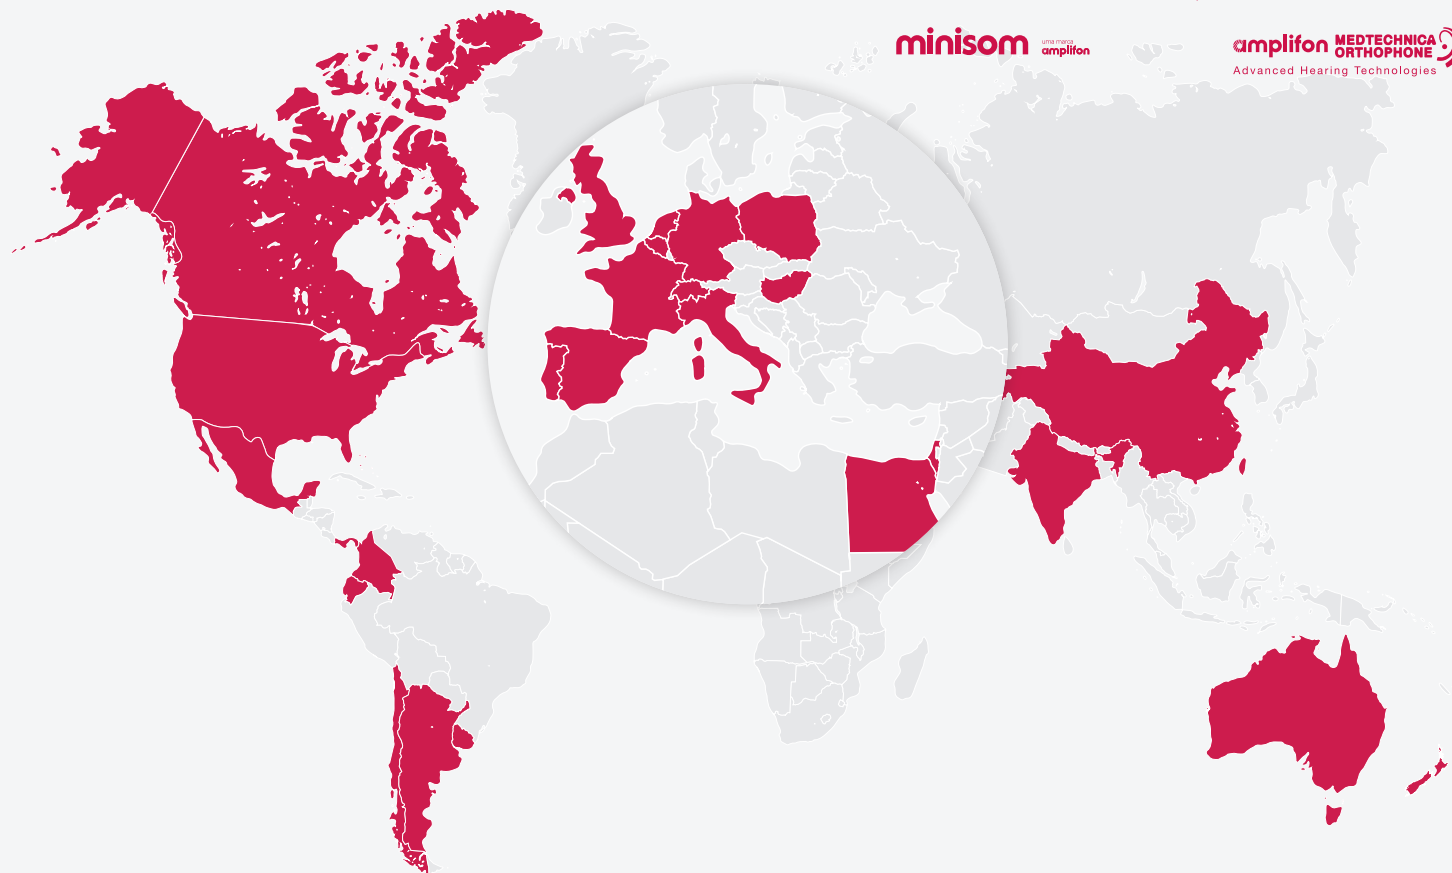 minisom
uma marca
amplifon
amplifon MEDTECHNICA
ORTHOPHONE
Advanced Hearing Technologies